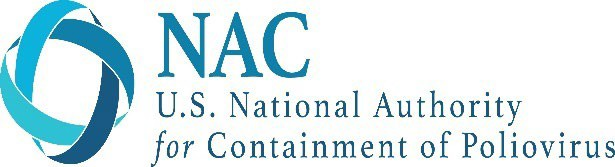 NAC
U.S. National Authority
for Containment of Poliovirus